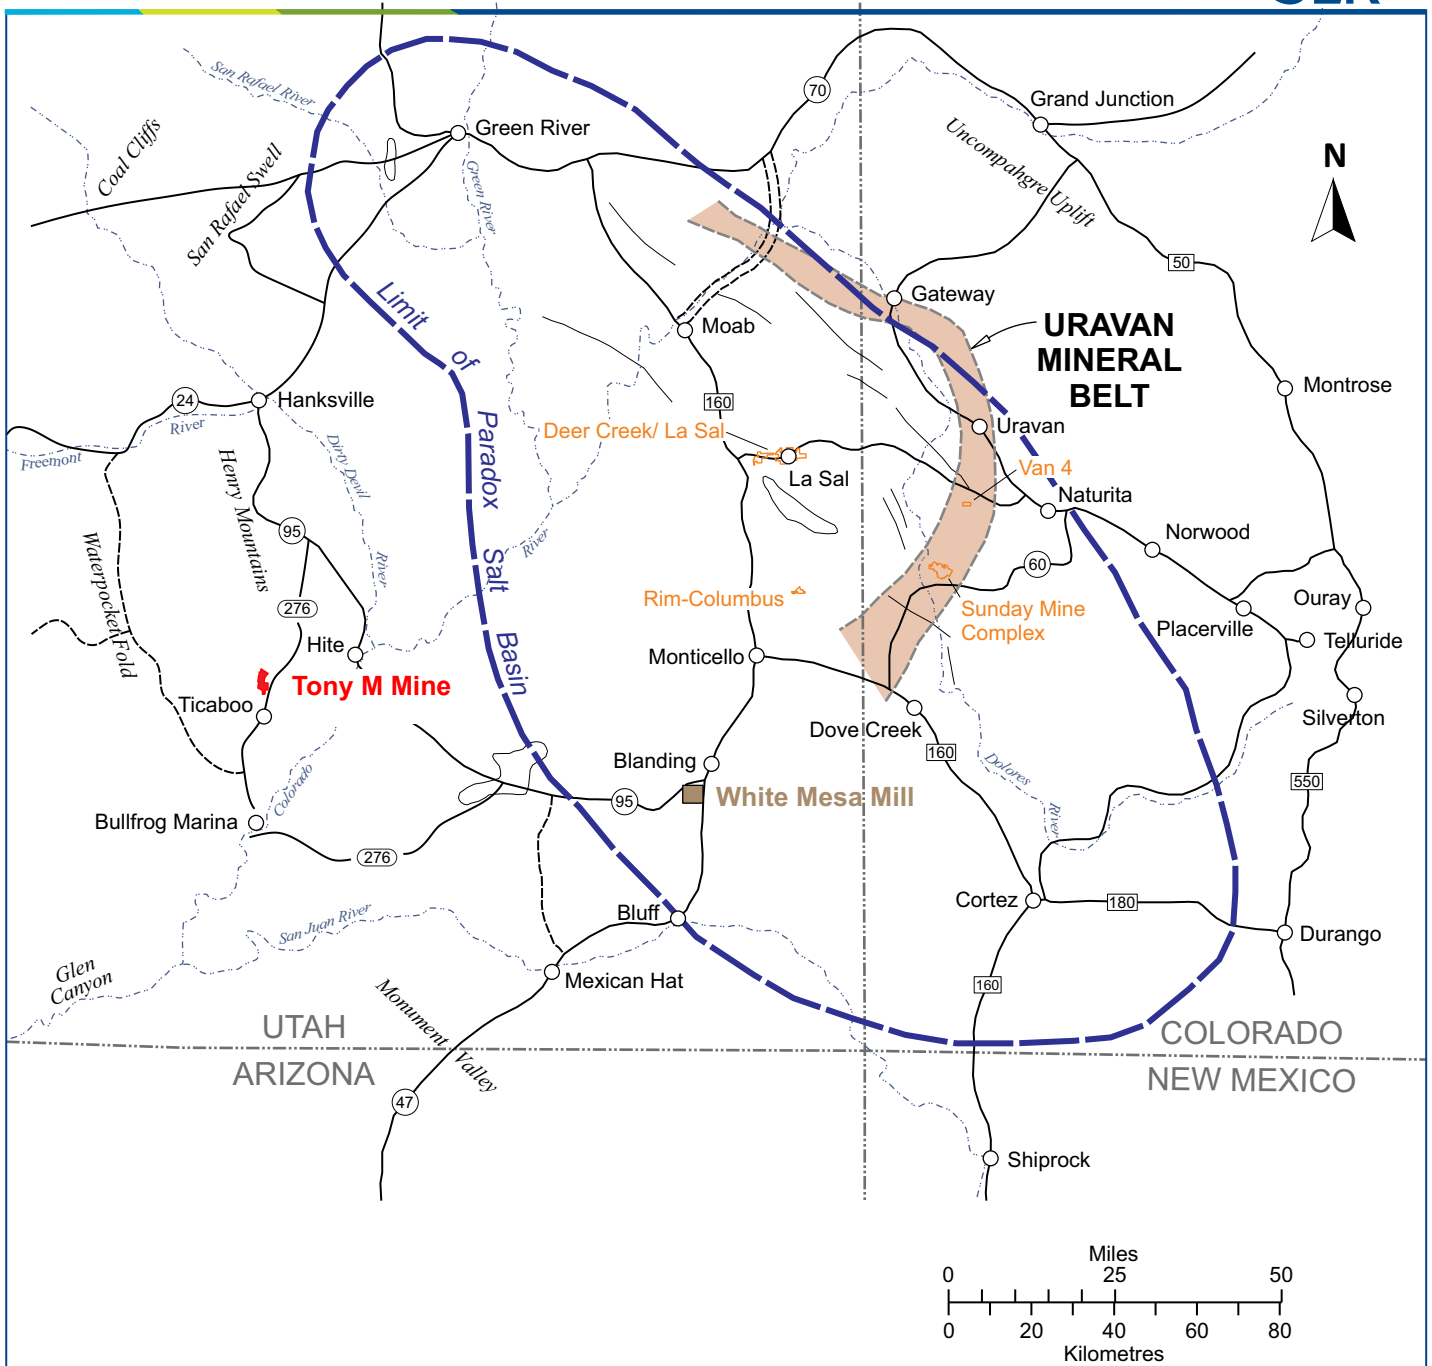 San Rafael River
Coal Cliffs
San Rafael Swell
Green River
Green River
70
Grand Junction
Uncompahgre Uplift
N
50
Gateway
URAVAN
MINERAL
BELT
Montrose
Moab
160
Limit of Paradox Salt Basin
24
Hanksville
River
Freemont
Dirty Devil
River
Henry Mountains
95
Waterpocket Fold
276
Hite
Tony M Mine
Ticaboo
Deer Creek/ La Sal
La Sal
Uravan
Van 4
Naturita
Norwood
60
River
Rim-Columbus
Sunday Mine
Complex
Placerville
Ouray
Telluride
Silverton
Monticello
Dove Creek
160
550
Dolores
River
Blanding
White Mesa Mill
95
Colorado
Bullfrog Marina
276
San Juan River
Bluff
Mexican Hat
Cortez
180
Durango
160
Glen
Canyon
Monument Valley
UTAH
ARIZONA
COLORADO
NEW MEXICO
47
Shiprock
Miles
0 25 50
0 20 40 60 80
Kilometres